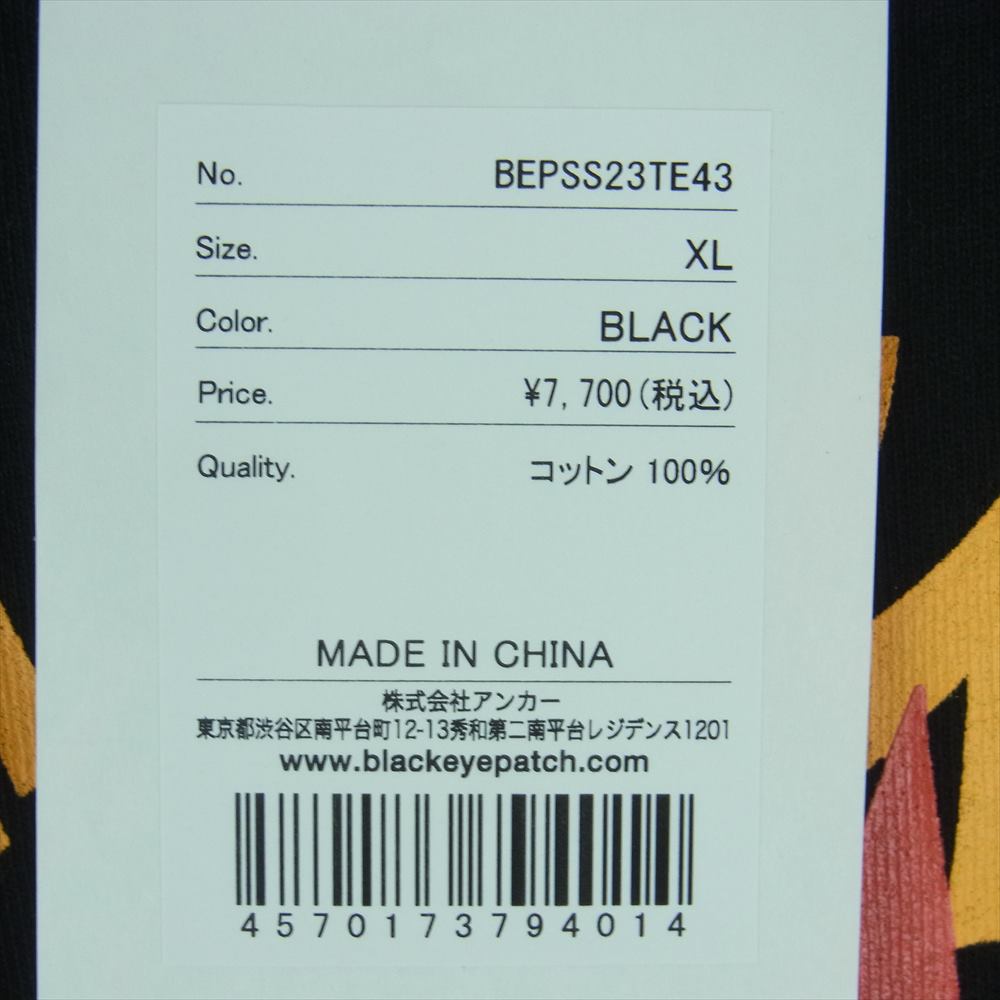 No. BEPSS23TE43
Size. XL
Color. BLACK
Price. ¥7,700(税込)
Quality. コットン 100%
MADE IN CHINA
株式会社アンカー
東京都渋谷区南平台町12-13秀和第二南平台レジデンス1201
www.blackeyepatch.com
4570173794014